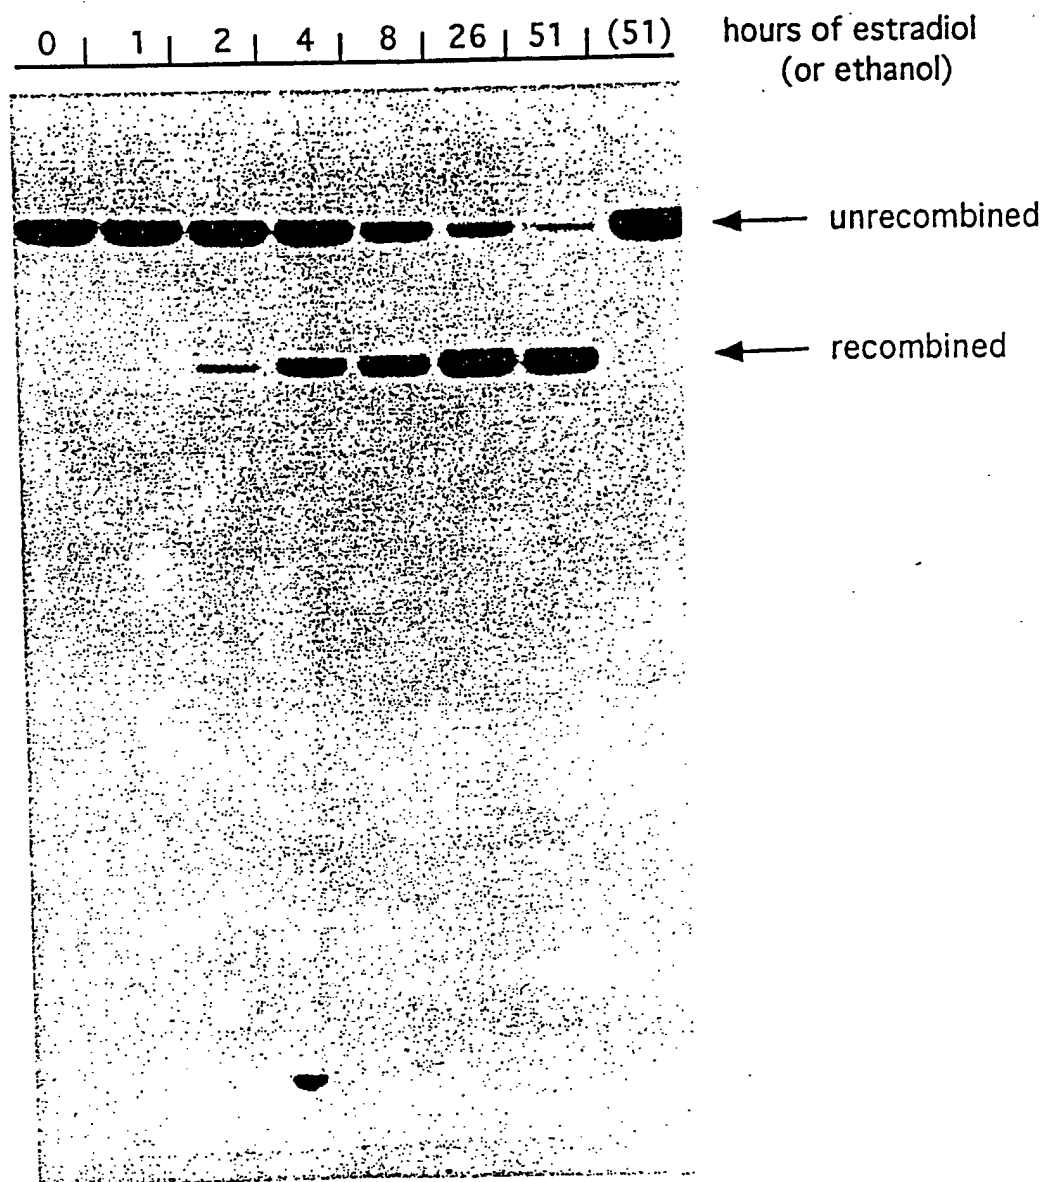 0 | 1 | 2 | 4 | 8 | 26 | 51 | (51)
hours of estradiol
(or ethanol)
unrecombined
recombined